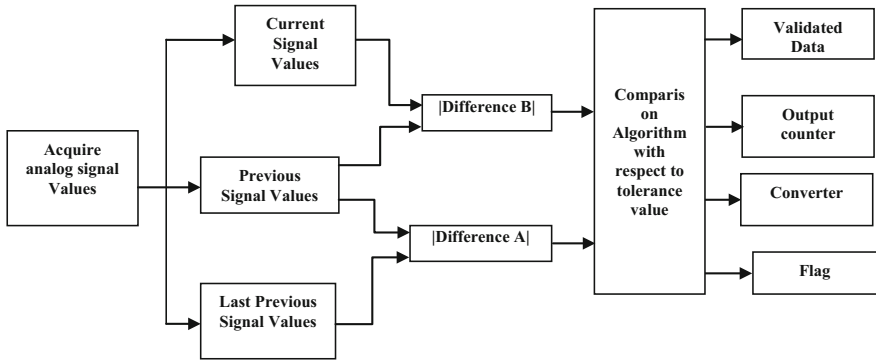 Current
Signal
Values
Validated
Data
|Difference B|
Comparis
on
Algorithm
with
respect to
tolerance
value
Output
counter
Acquire
analog signal
Values
Previous
Signal Values
Converter
|Difference A|
Flag
Last Previous
Signal Values